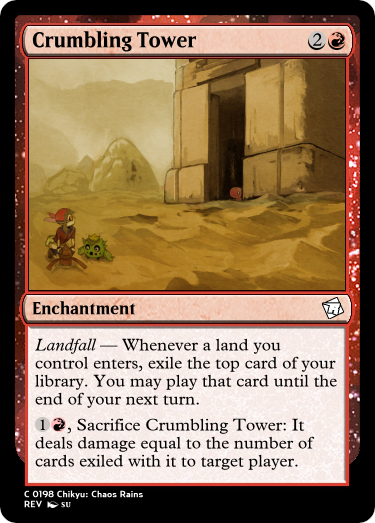 Crumbling Tower 2
Enchantment
Landfall — Whenever a land you
control enters, exile the top card of your
library. You may play that card until the
end of your next turn.
1 , Sacrifice Crumbling Tower: It
deals damage equal to the number of
cards exiled with it to target player.
C 0198 Chikyu: Chaos Rains
REV SU